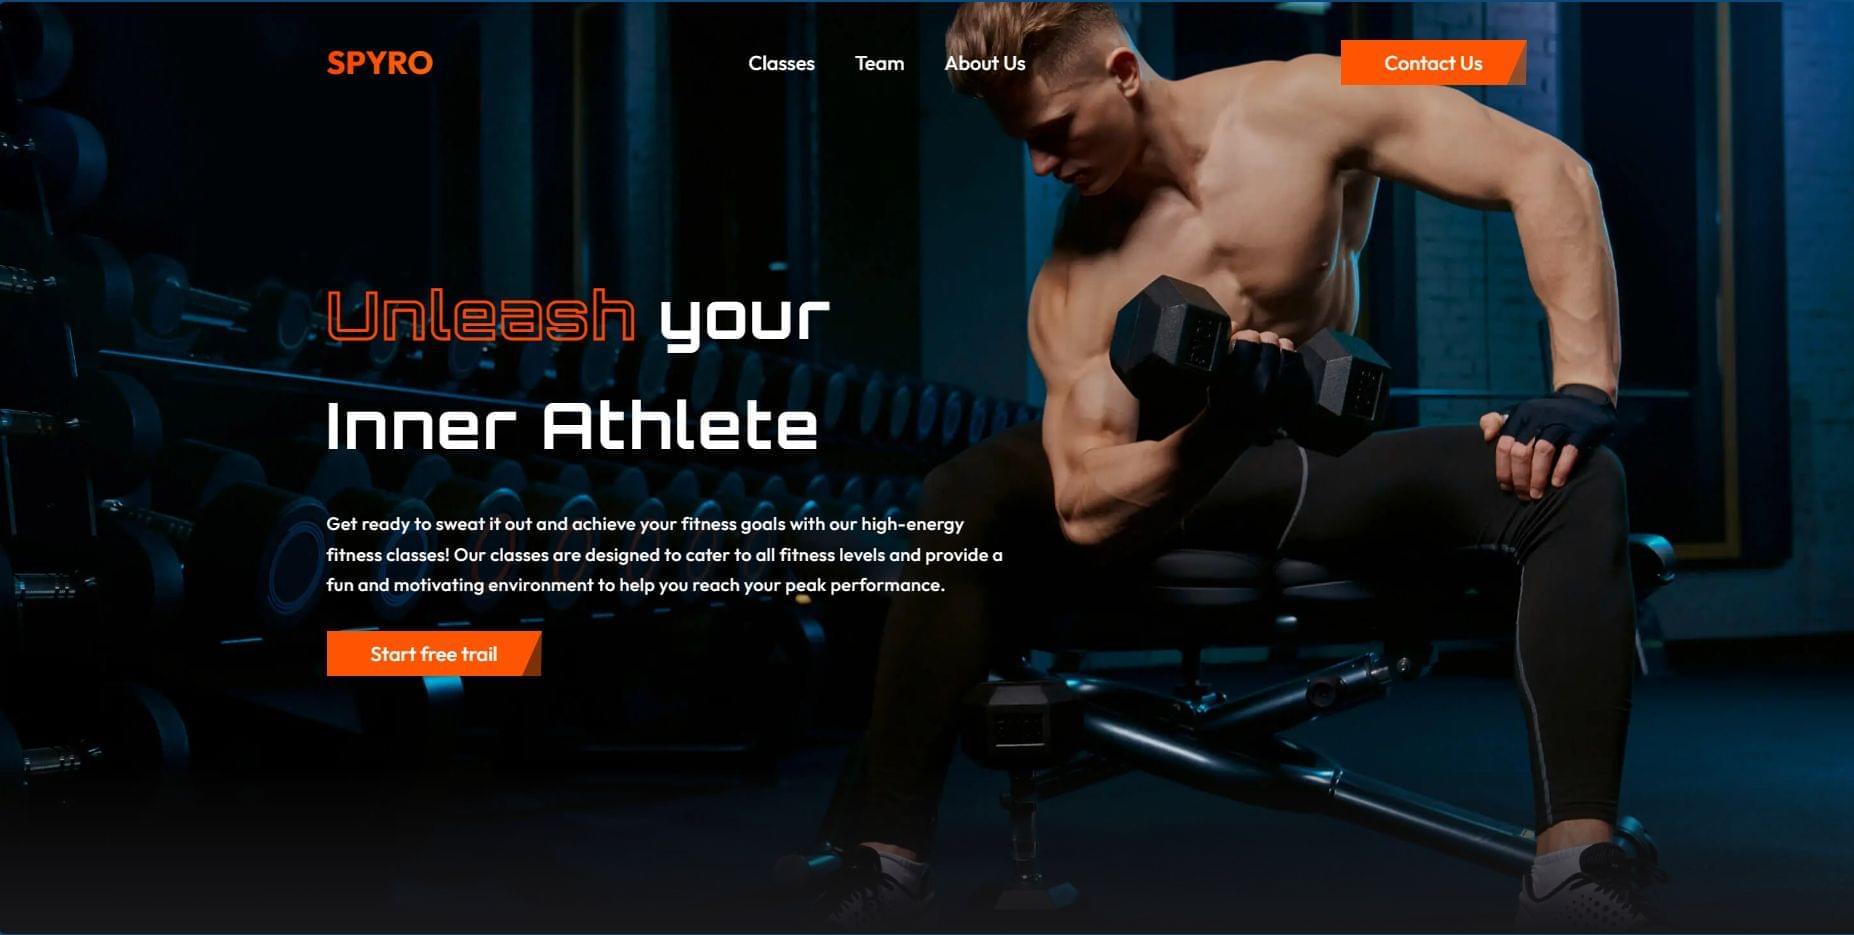 SPYRO
Classes Team About Us
Contact Us
Unleash your
Inner Athlete
Get ready to sweat it out and achieve your fitness goals with our high-energy
fitness classes! Our classes are designed to cater to all fitness levels and provide a
fun and motivating environment to help you reach your peak performance.
Start free trail